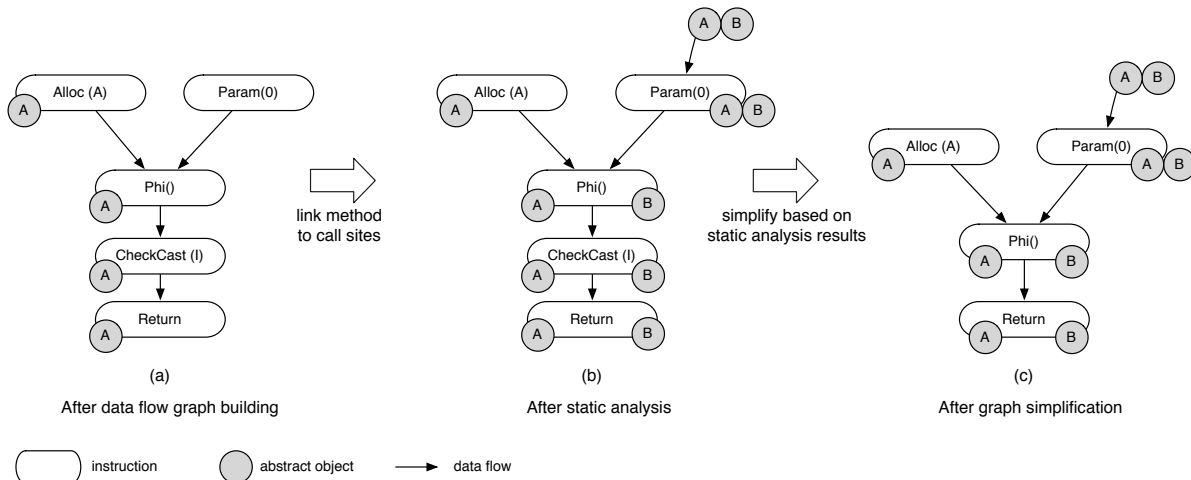 A B
Alloc (A)
Param(0)
A
Phi()
A
CheckCast (I)
A
Return
A
(a)
After data flow graph building
link method
to call sites
Alloc (A)
Param(0)
A
A B
Phi()
A B
CheckCast (I)
A B
Return
A B
(b)
After static analysis
simplify based on
static analysis results
A B
Alloc (A)
Param(0)
A
A B
Phi()
A B
Return
A B
(c)
After graph simplification
instruction
abstract object
data flow